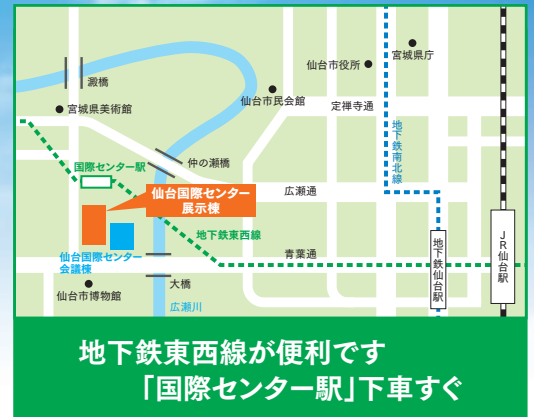 澱橋
宮城県美術館
仙台市民会館
仙台市役所
宮城県庁
定禅寺通
地下鉄南北線
国際センター駅
仲の瀬橋
広瀬通
仙台国際センター
展示棟
地下鉄東西線
青葉通
仙台国際センター
会議棟
大橋
仙台市博物館
広瀬川
地下鉄仙台駅
JR仙台駅
地下鉄東西線が便利です
「国際センター駅」下車すぐ